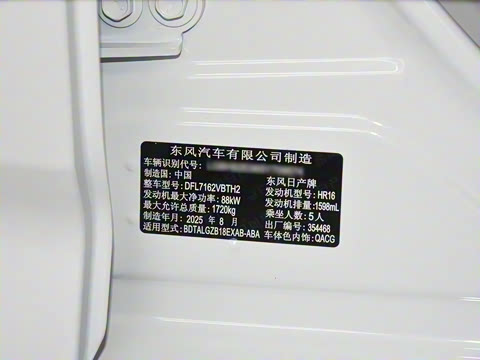 东风汽车有限公司制造
车辆识别代号:
制造国: 中国 东风日产牌
整车型号: DFL7162VBTH2 发动机型号: HR16
发动机最大净功率: 88kW 发动机排量: 1598mL
最大允许总质量: 1720kg 乘坐人数: 5人
制造年月: 2025 年 8 月 出厂编号: 354468
适用型式: BDTALGZB18EXAB-ABA 车体色内饰: QACG